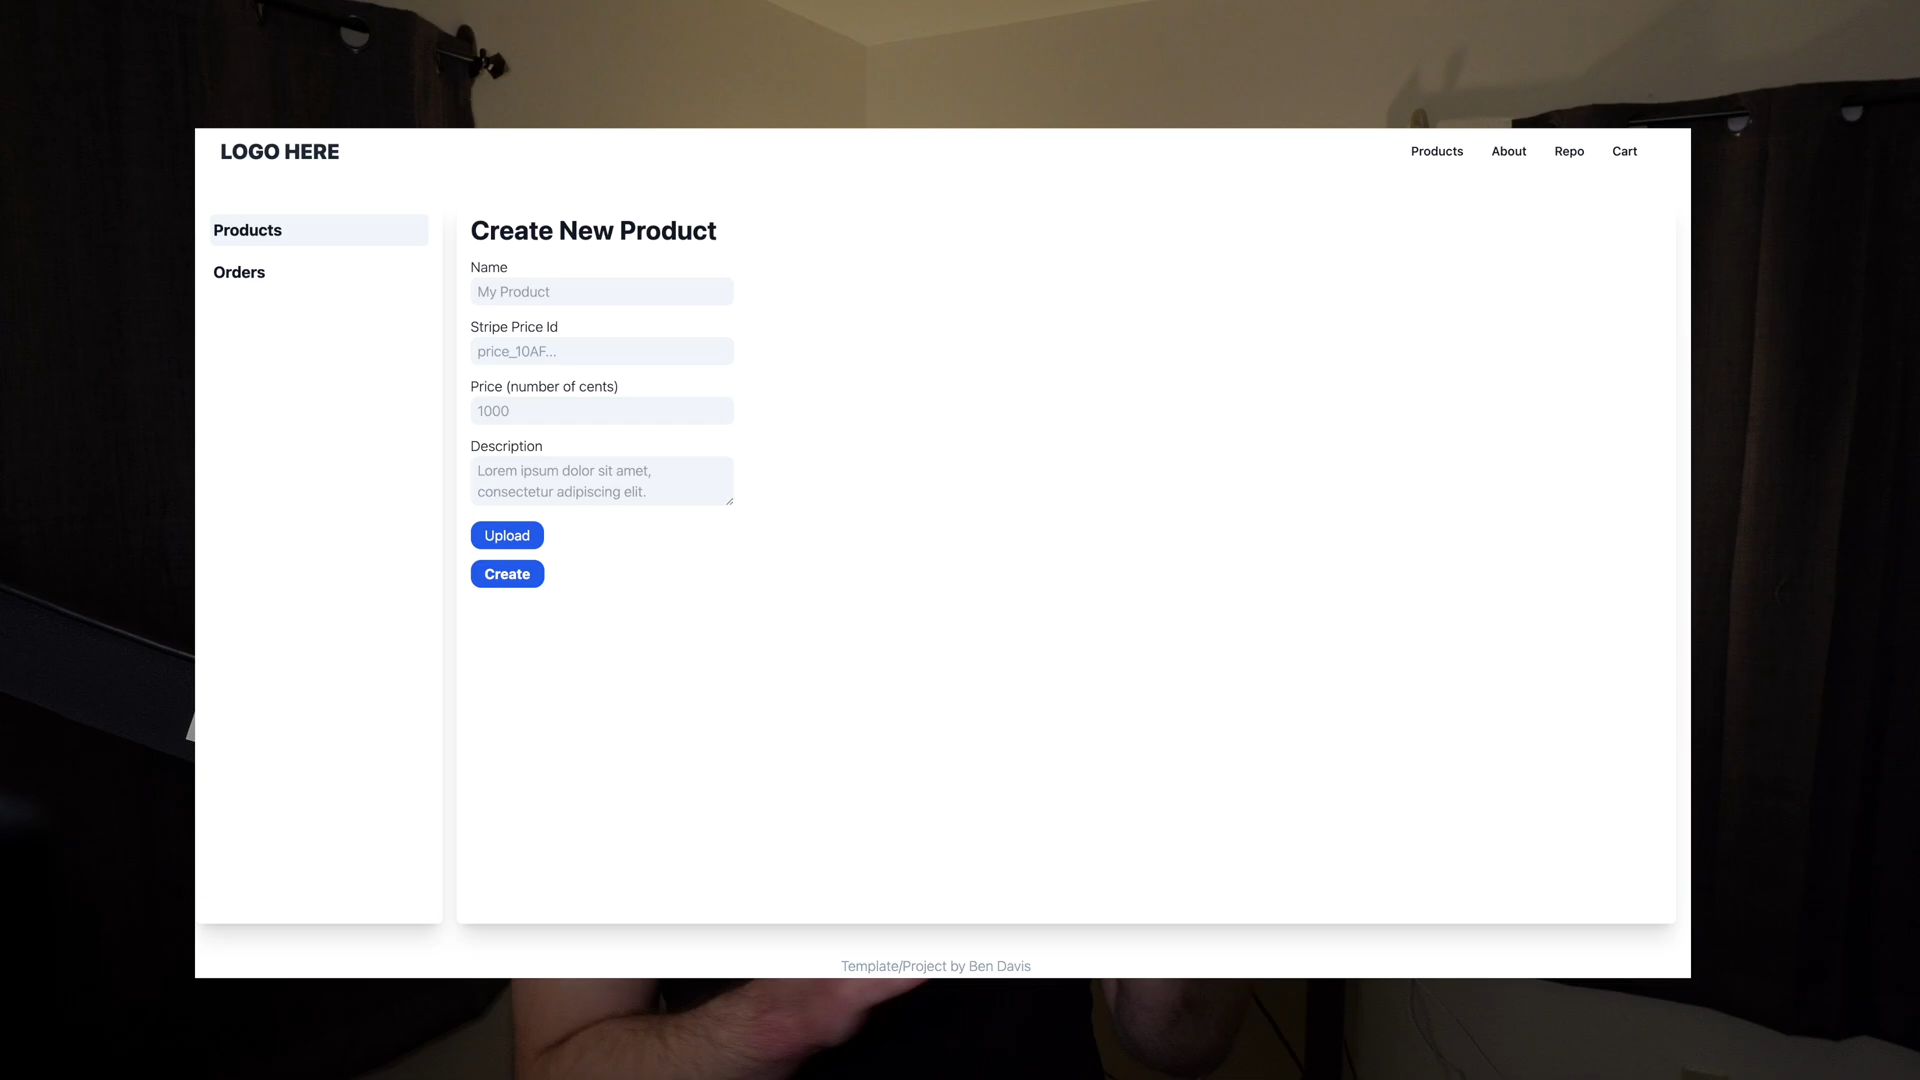 LOGO HERE
Products About Repo Cart
Products
Orders
Create New Product
Name
My Product
Stripe Price Id
price_10AF...
Price (number of cents)
1000
Description
Lorem ipsum dolor sit amet,
consectetur adipiscing elit.
Upload
Create
Template/Project by Ben Davis